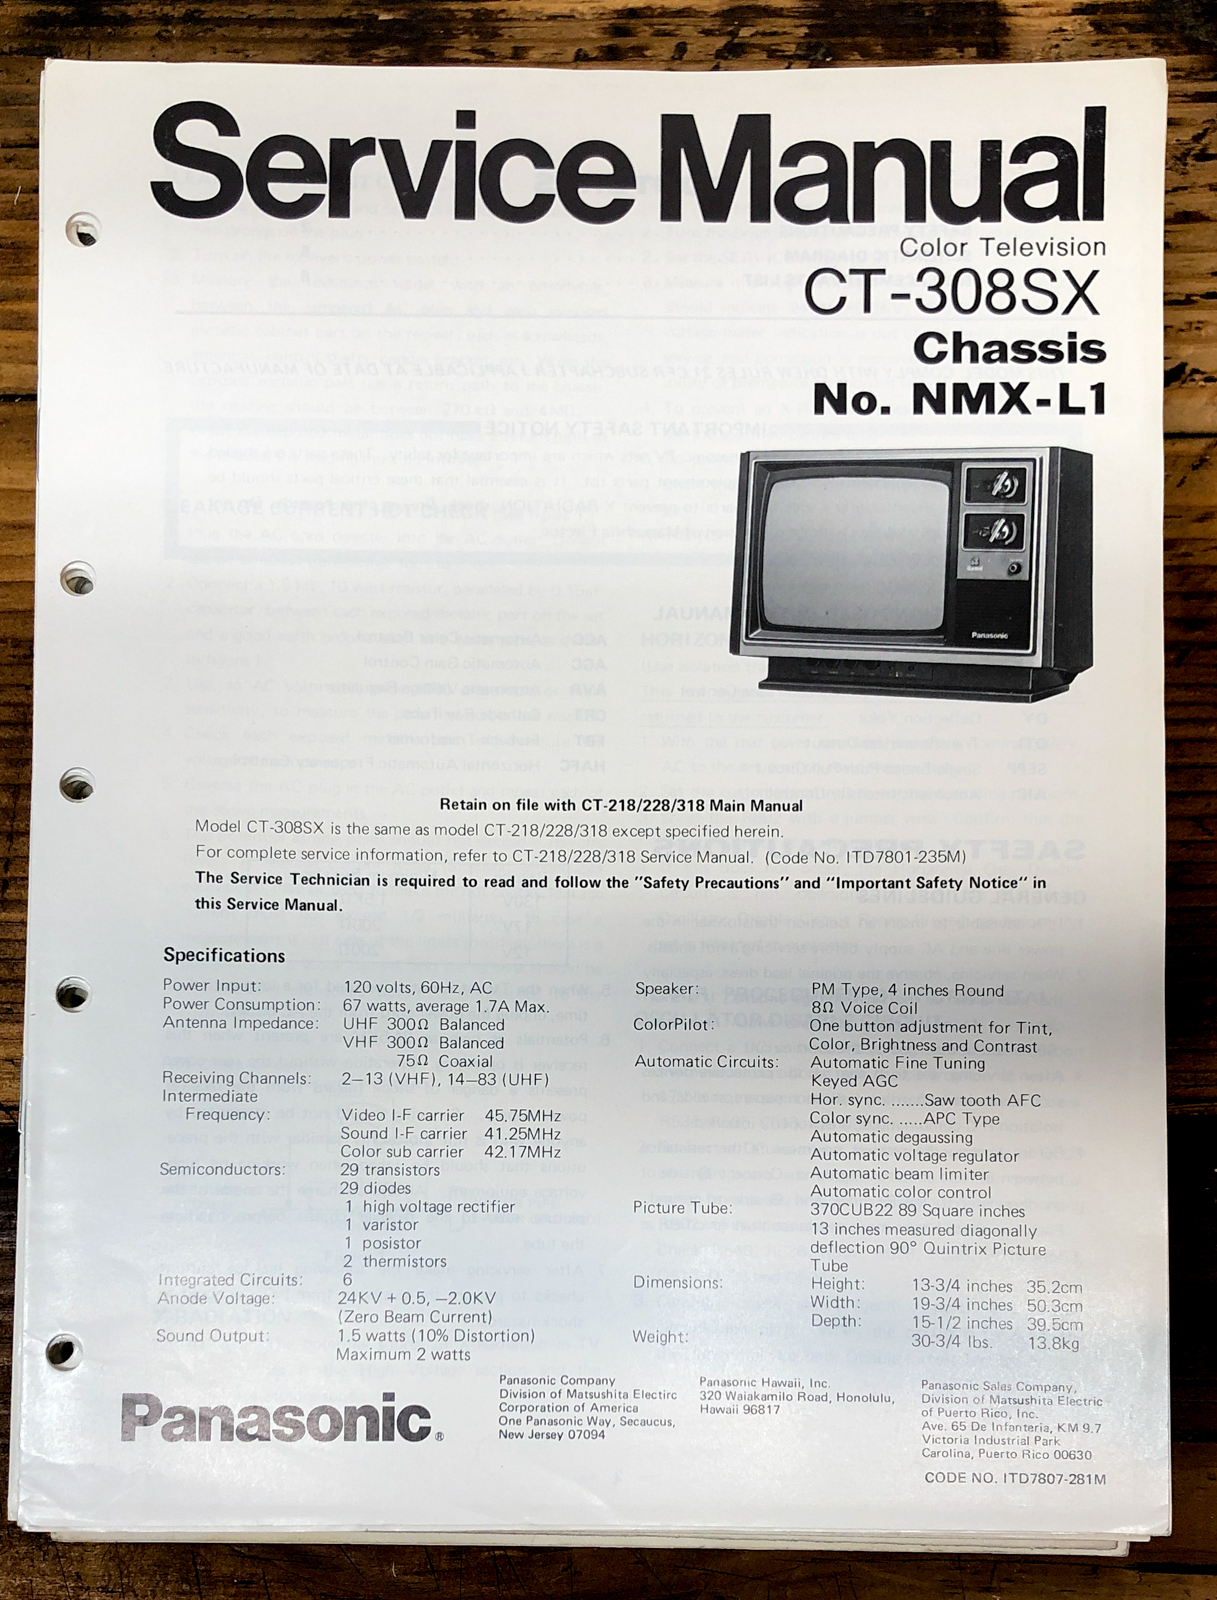 Service Manual
Color Television
CT-308SX
Chassis
No. NMX-L1
Panasonic
Retain on file with CT-218/228/318 Main Manual
Model CT-308SX is the same as model CT-218/228/318 except specified herein.
For complete service information, refer to CT-218/228/318 Service Manual. (Code No. ITD7801-235M)
The Service Technician is required to read and follow the "Safety Precautions" and "Important Safety Notice" in
this Service Manual.
Specifications
Power Input: 120 volts, 60Hz, AC
Power Consumption: 67 watts, average 1.7A Max.
Antenna Impedance: UHF 300Ω Balanced
VHF 300Ω Balanced
75Ω Coaxial
Receiving Channels: 2–13 (VHF), 14–83 (UHF)
Intermediate
Frequency: Video I-F carrier 45.75MHz
Sound I-F carrier 41.25MHz
Color sub carrier 42.17MHz
Semiconductors: 29 transistors
29 diodes
1 high voltage rectifier
1 varistor
1 posistor
2 thermistors
Integrated Circuits: 6
Anode Voltage: 24KV + 0.5, –2.0KV
(Zero Beam Current)
Sound Output: 1.5 watts (10% Distortion)
Maximum 2 watts
Speaker: PM Type, 4 inches Round
8Ω Voice Coil
ColorPilot: One button adjustment for Tint,
Color, Brightness and Contrast
Automatic Circuits: Automatic Fine Tuning
Keyed AGC
Hor. sync. ........Saw tooth AFC
Color sync. .....APC Type
Automatic degaussing
Automatic voltage regulator
Automatic beam limiter
Automatic color control
Picture Tube: 370CUB22 89 Square inches
13 inches measured diagonally
deflection 90° Quintrix Picture
Tube
Dimensions: Height: 13-3/4 inches 35.2cm
Width: 19-3/4 inches 50.3cm
Depth: 15-1/2 inches 39.5cm
Weight: 30-3/4 lbs. 13.8kg
Panasonic®
Panasonic Company
Division of Matsushita Electirc
Corporation of America
One Panasonic Way, Secaucus,
New Jersey 07094
Panasonic Hawaii, Inc.
320 Waiakamilo Road, Honolulu,
Hawaii 96817
Panasonic Sales Company,
Division of Matsushita Electric
of Puerto Rico, Inc.
Ave. 65 De Infanteria, KM 9.7
Victoria Industrial Park
Carolina, Puerto Rico 00630
CODE NO. ITD7807-281M